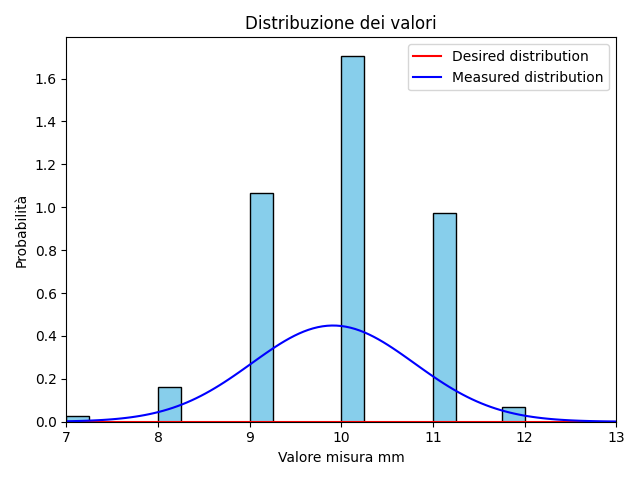 Distribuzione dei valori
Desired distribution
Measured distribution
Probabilità
1.6
1.4
1.2
1.0
0.8
0.6
0.4
0.2
0.0
7 8 9 10 11 12 13
Valore misura mm